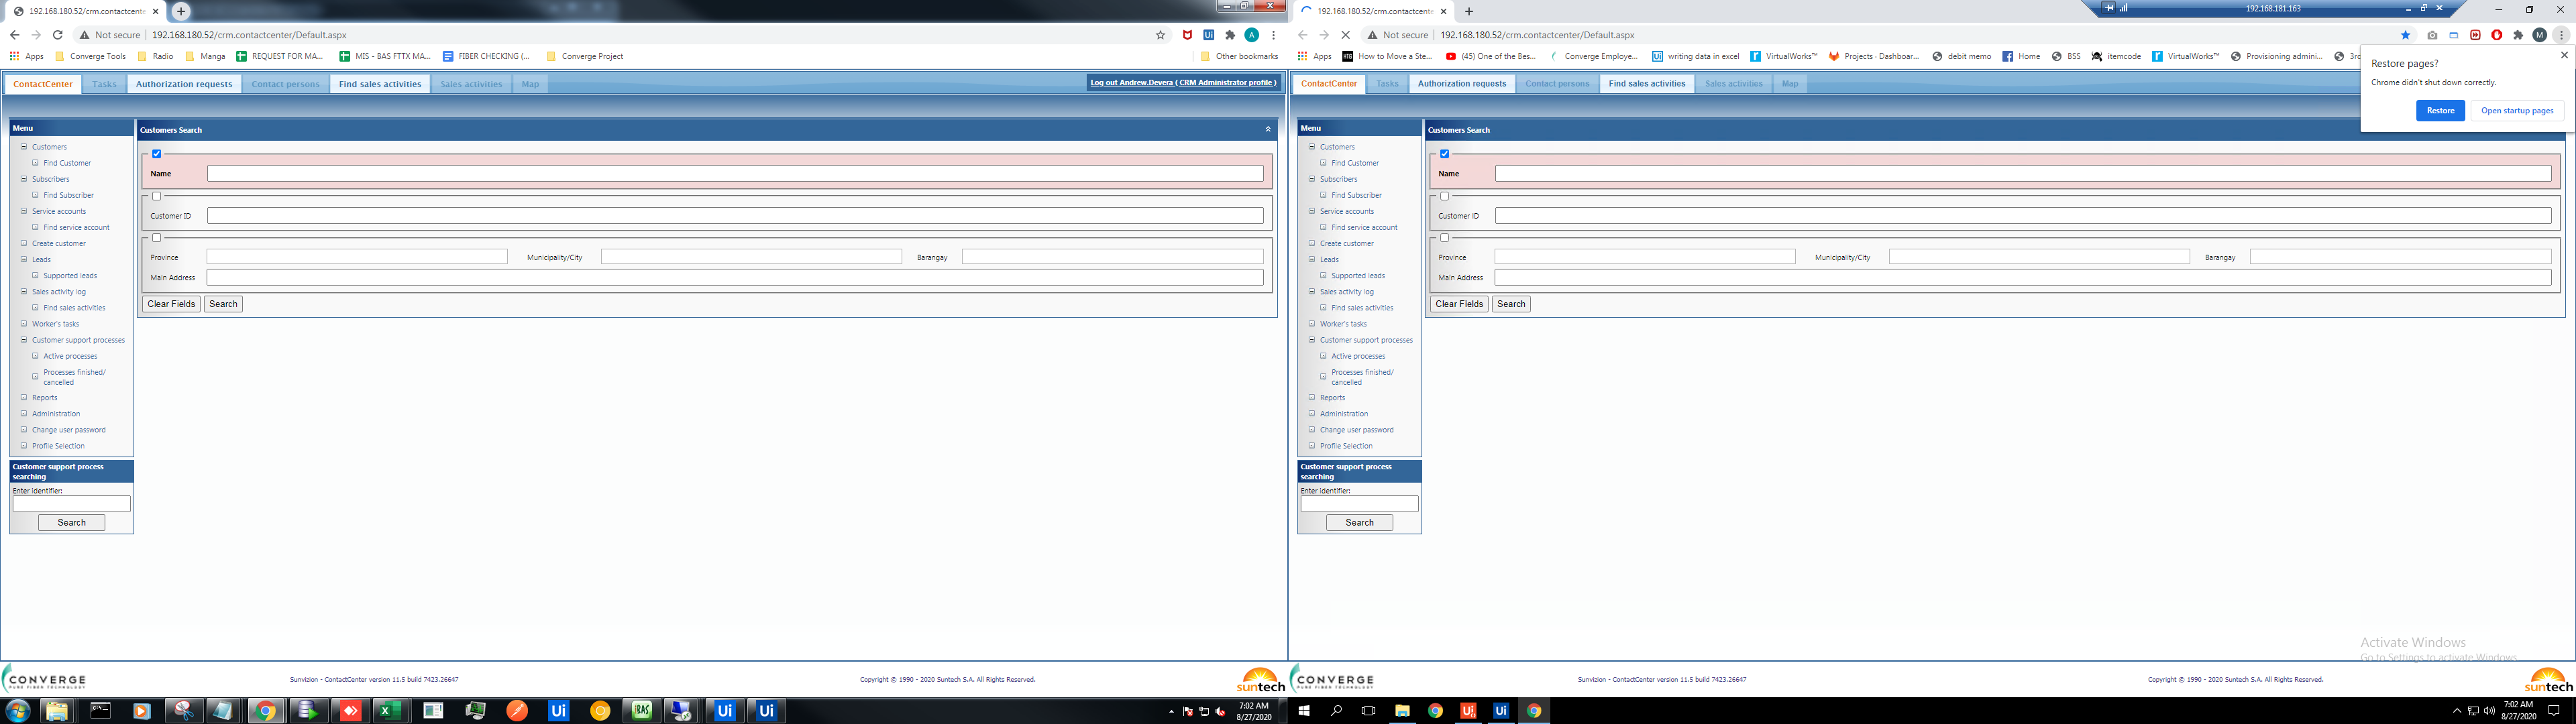 192.168.180.52/crm.contactcente
Not secure | 192.168.180.52/crm.contactcenter/Default.aspx
Apps Converge Tools Radio Manga REQUEST FOR MA... MIS - BAS FTTX MA... FIBER CHECKING (... Converge Project Other bookmarks
ContactCenter Tasks Authorization requests Contact persons Find sales activities Sales activities Map Log out Andrew.Devera ( CRM Administrator profile )
Menu
Customers
Find Customer
Subscribers
Find Subscriber
Service accounts
Find service account
Create customer
Leads
Supported leads
Sales activity log
Find sales activities
Worker's tasks
Customer support processes
Active processes
Processes finished/
cancelled
Reports
Administration
Change user password
Profile Selection
Customer support process
searching
Enter identifier:
Search
Customers Search
Name
Customer ID
Province Municipality/City Barangay
Main Address
Clear Fields Search
CONVERGE
PURE FIBER TECHNOLOGY
Sunvizion - ContactCenter version 11.5 build 7423.26647
Copyright © 1990 - 2020 Suntech S.A. All Rights Reserved.
suntech
7:02 AM
8/27/2020
192.168.180.52/crm.contactcente
192.168.181.163
Not secure | 192.168.180.52/crm.contactcenter/Default.aspx
Apps How to Move a Ste... (45) One of the Bes... Converge Employe... writing data in excel VirtualWorks™ Projects · Dashboar... debit memo Home BSS itemcode VirtualWorks™ Provisioning admini... 3rd
Restore pages?
Chrome didn't shut down correctly.
Restore Open startup pages
ContactCenter Tasks Authorization requests Contact persons Find sales activities Sales activities Map
Menu
Customers
Find Customer
Subscribers
Find Subscriber
Service accounts
Find service account
Create customer
Leads
Supported leads
Sales activity log
Find sales activities
Worker's tasks
Customer support processes
Active processes
Processes finished/
cancelled
Reports
Administration
Change user password
Profile Selection
Customer support process
searching
Enter identifier:
Search
Customers Search
Name
Customer ID
Province Municipality/City Barangay
Main Address
Clear Fields Search
Activate Windows
Go to Settings to activate Windows.
CONVERGE
PURE FIBER TECHNOLOGY
Sunvizion - ContactCenter version 11.5 build 7423.26647
Copyright © 1990 - 2020 Suntech S.A. All Rights Reserved.
suntech
7:02 AM
8/27/2020